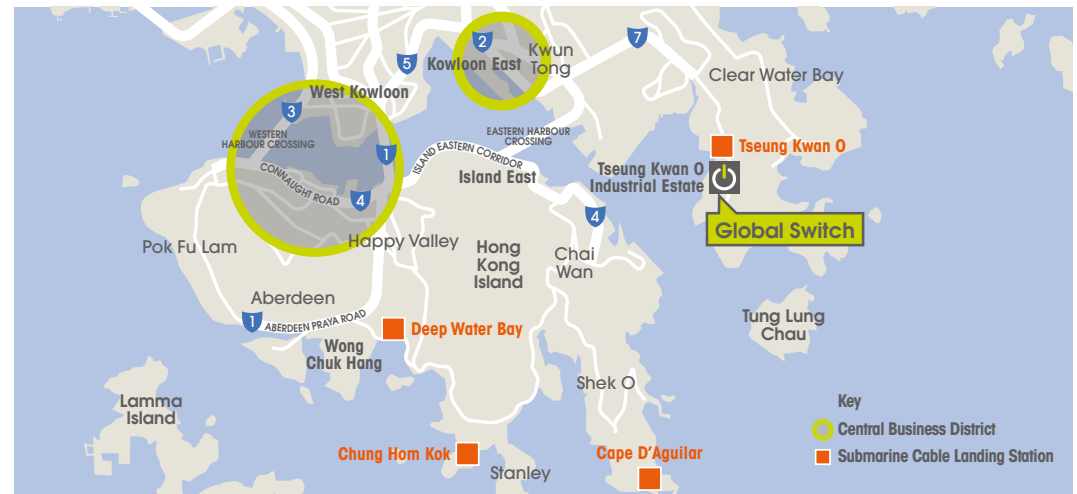 2
7
5
Kowloon East
Kwun
Tong
Clear Water Bay
West Kowloon
3
WESTERN
HARBOUR CROSSING
EASTERN HARBOUR
CROSSING
1
ISLAND EASTERN CORRIDOR
Tseung Kwan O
CONNAUGHT ROAD
Island East
Tseung Kwan O
Industrial Estate
4
4
Global Switch
Pok Fu Lam
Happy Valley
Hong
Kong
Island
Chai
Wan
Aberdeen
1
ABERDEEN PRAYA ROAD
Deep Water Bay
Tung Lung
Chau
Wong
Chuk Hang
Shek O
Lamma
Island
Key
Central Business District
Chung Hom Kok
Cape D'Aguilar
Submarine Cable Landing Station
Stanley